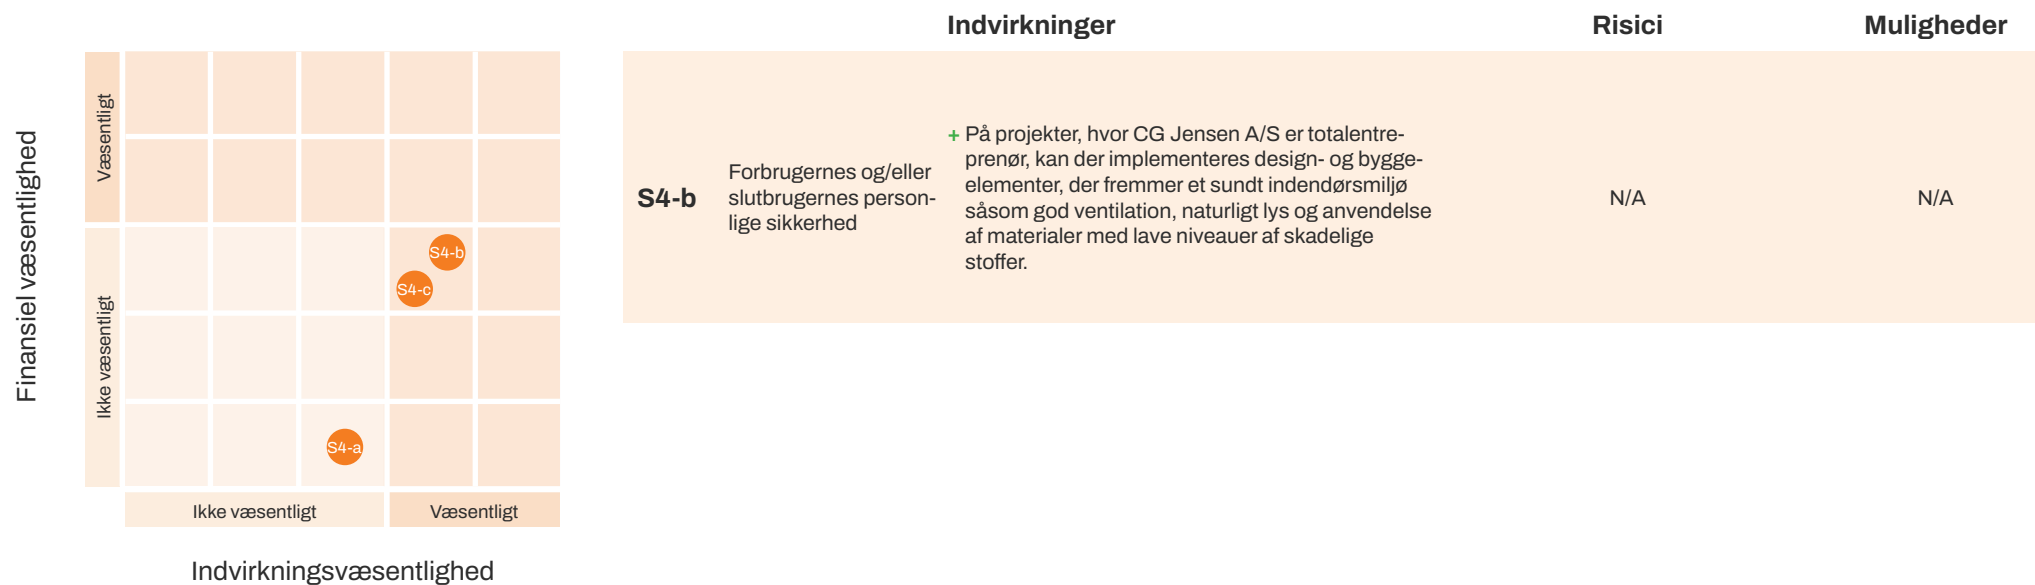 Indvirkninger
Risici
Muligheder
Finansiel væsentlighed
Væsentligt
Ikke væsentligt
S4-b
S4-c
S4-a
Ikke væsentligt
Væsentligt
Indvirkningsvæsentlighed
S4-b
Forbrugernes og/eller
slutbrugernes person-
lige sikkerhed
+ På projekter, hvor CG Jensen A/S er totalentre-
prenør, kan der implementeres design- og bygge-
elementer, der fremmer et sundt indendørsmiljø
såsom god ventilation, naturligt lys og anvendelse
af materialer med lave niveauer af skadelige
stoffer.
N/A
N/A